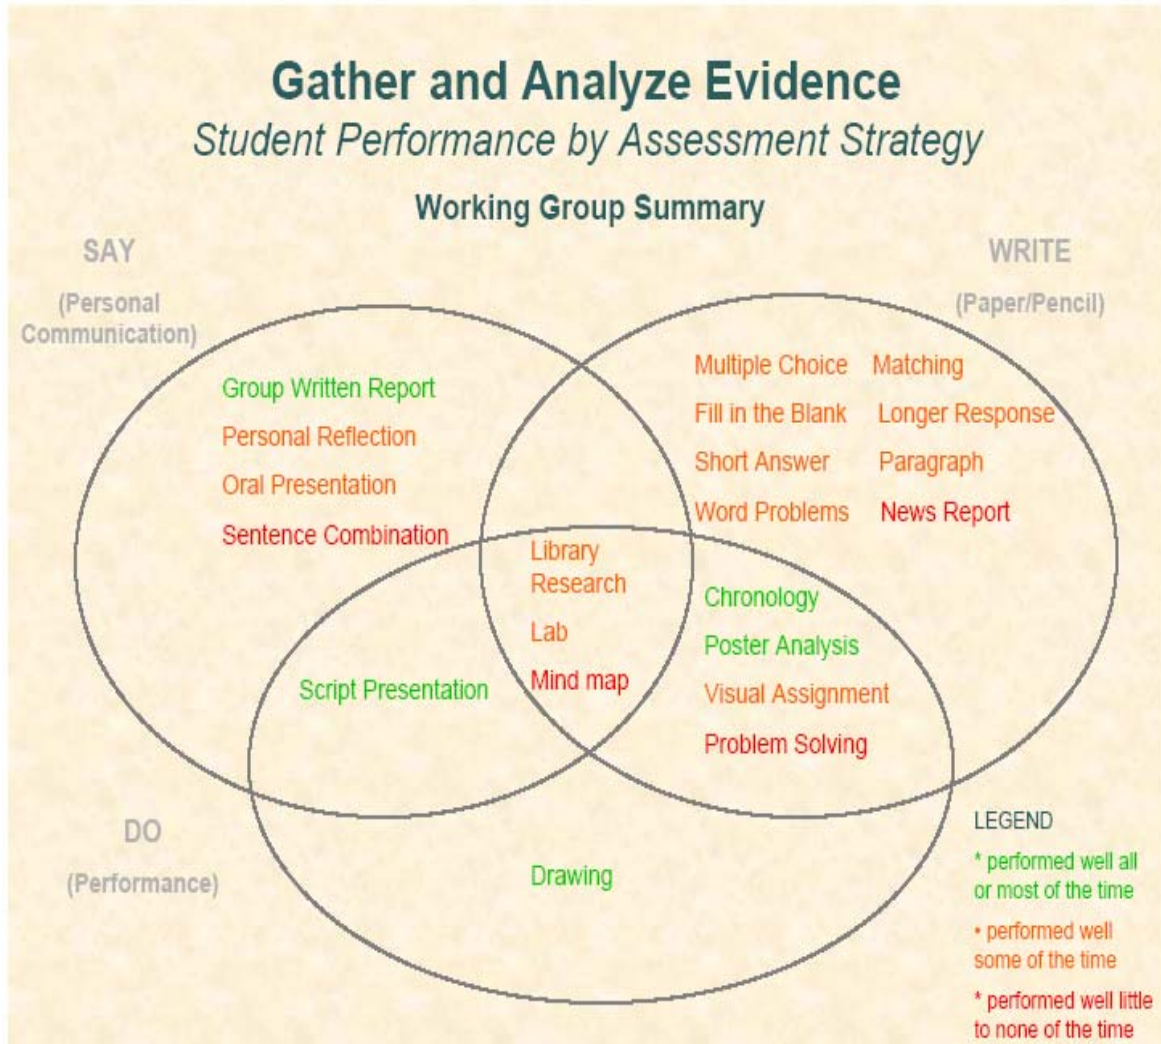 Gather and Analyze Evidence
Student Performance by Assessment Strategy
Working Group Summary
SAY
(Personal
Communication)
WRITE
(Paper/Pencil)
Group Written Report
Personal Reflection
Oral Presentation
Sentence Combination
Multiple Choice Matching
Fill in the Blank Longer Response
Short Answer Paragraph
Word Problems News Report
Library
Research
Lab
Mind map
Chronology
Poster Analysis
Visual Assignment
Problem Solving
Script Presentation
DO
(Performance)
Drawing
LEGEND
* performed well all
or most of the time
• performed well
some of the time
* performed well little
to none of the time